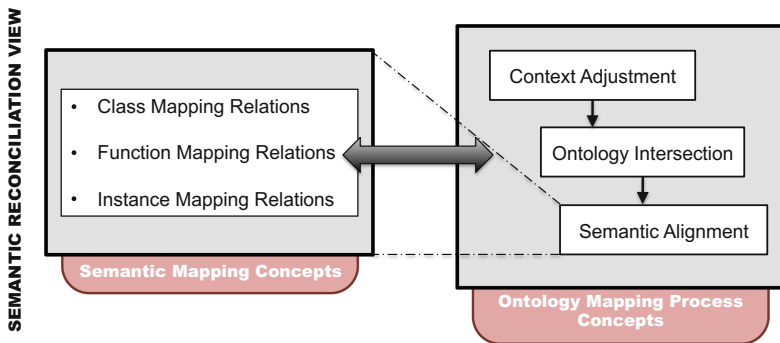 SEMANTIC RECONCILIATION VIEW
• Class Mapping Relations
• Function Mapping Relations
• Instance Mapping Relations
Semantic Mapping Concepts
Context Adjustment
Ontology Intersection
Semantic Alignment
Ontology Mapping Process
Concepts